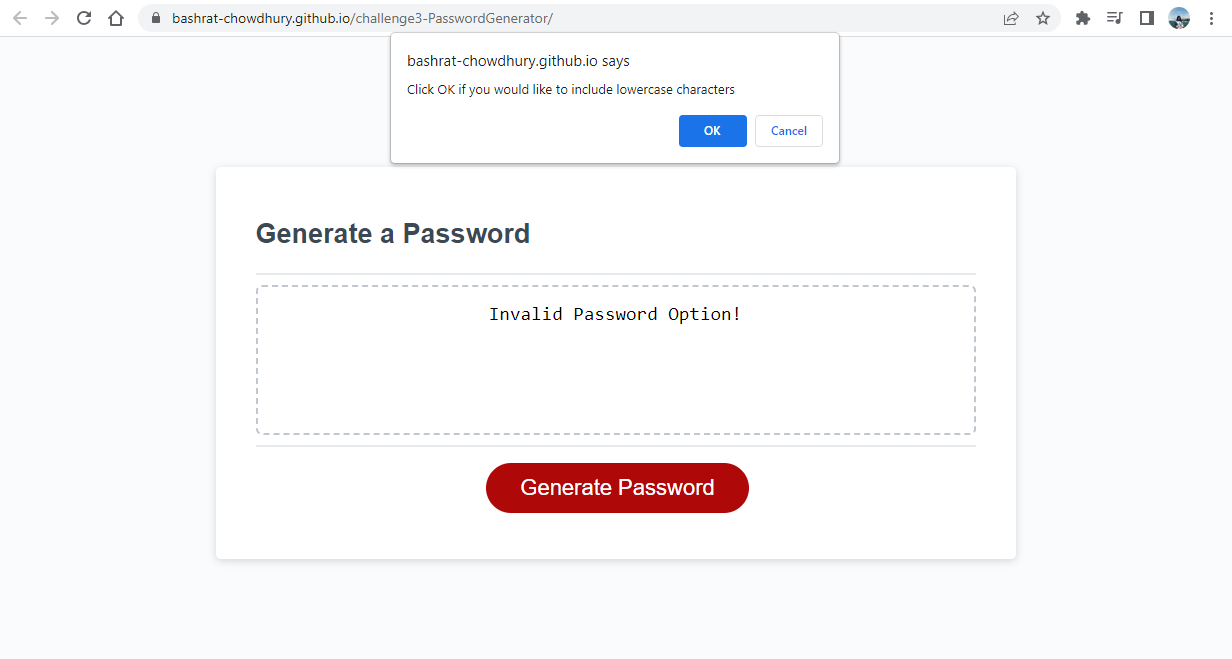 bashrat-chowdhury.github.io/challenge3-PasswordGenerator/
bashrat-chowdhury.github.io says
Click OK if you would like to include lowercase characters
OK Cancel
Generate a Password
Invalid Password Option!
Generate Password